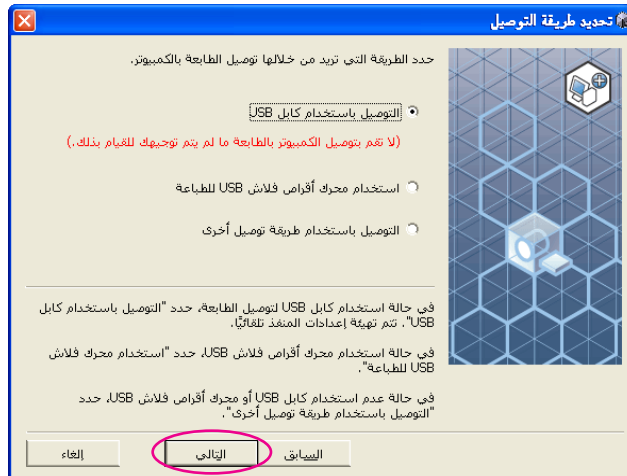 تحديد طريقة التوصيل
حدد الطريقة التي تريد من خلالها توصيل الطابعة بالكمبيوتر.
التوصيل باستخدام كابل USB
(لا تقم بتوصيل الكمبيوتر بالطابعة ما لم يتم توجيهك للقيام بذلك.)
استخدام محرك أقراص فلاش USB للطباعة
التوصيل باستخدام طريقة توصيل أخرى
في حالة استخدام كابل USB لتوصيل الطابعة، حدد "التوصيل باستخدام كابل
USB". تتم تهيئة إعدادات المنفذ تلقائيًا.
في حالة استخدام محرك أقراص فلاش USB، حدد "استخدام محرك فلاش
USB للطباعة".
في حالة عدم استخدام كابل USB أو محرك أقراص فلاش USB، حدد
"التوصيل باستخدام طريقة توصيل أخرى".
السابق
التالي
إلغاء